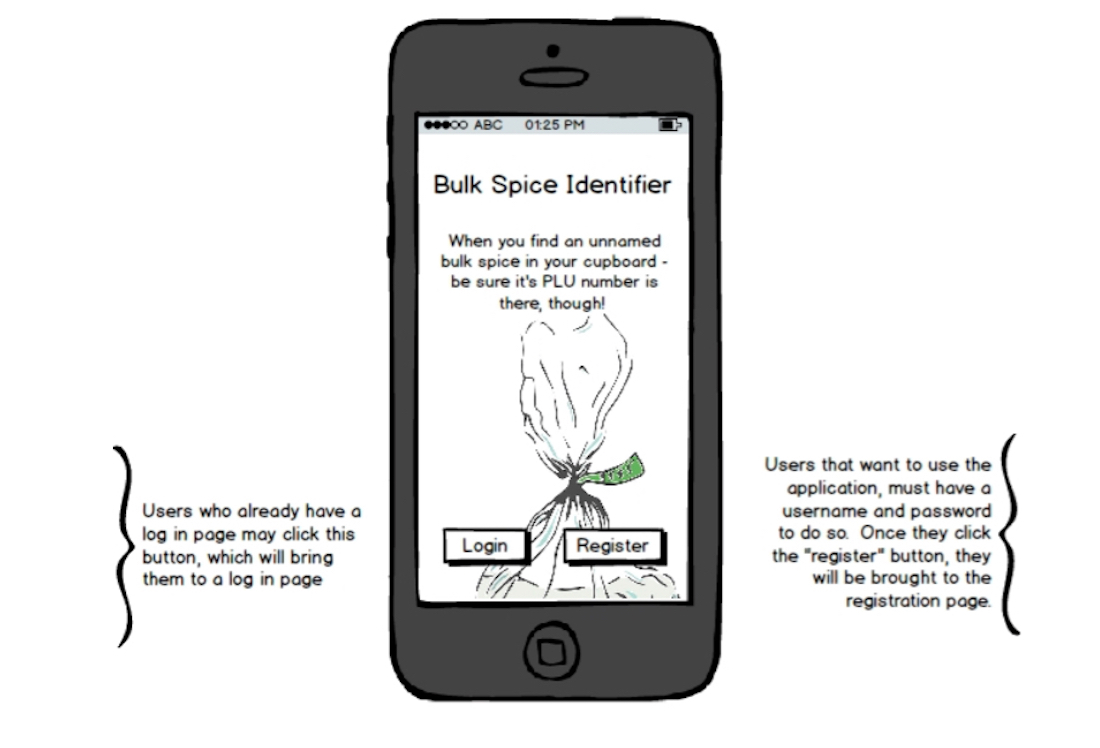 ABC 01:25 PM
Bulk Spice Identifier
When you find an unnamed
bulk spice in your cupboard -
be sure it's PLU number is
there, though!
Login
Register
Users who already have a
log in page may click this
button, which will bring
them to a log in page
Users that want to use the
application, must have a
username and password
to do so. Once they click
the "register" button, they
will be brought to the
registration page.